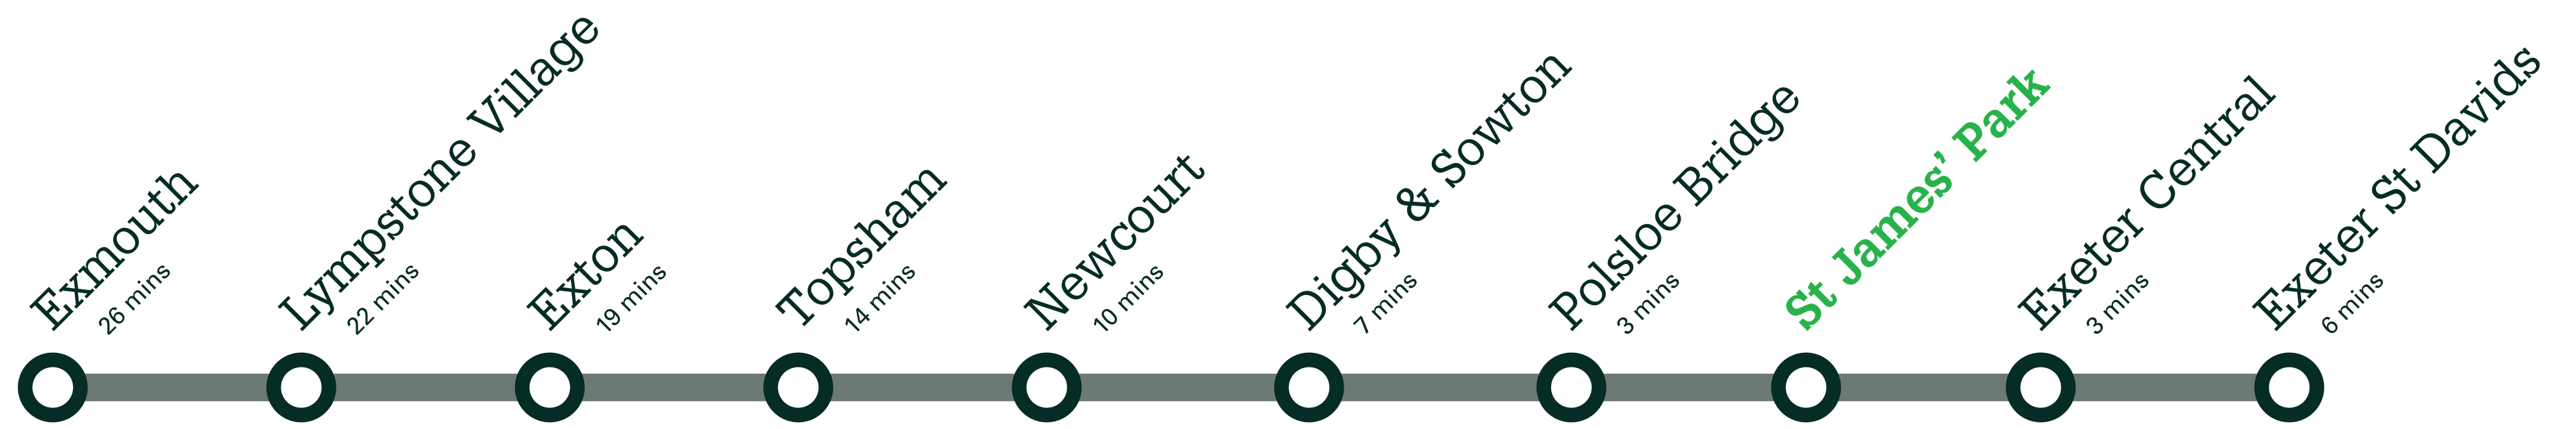 Exmouth
26 mins
Lympstone Village
22 mins
Exton
19 mins
Topsham
14 mins
Newcourt
10 mins
Digby & Sowton
7 mins
Polsloe Bridge
3 mins
St James’ Park
Exeter Central
3 mins
Exeter St Davids
6 mins